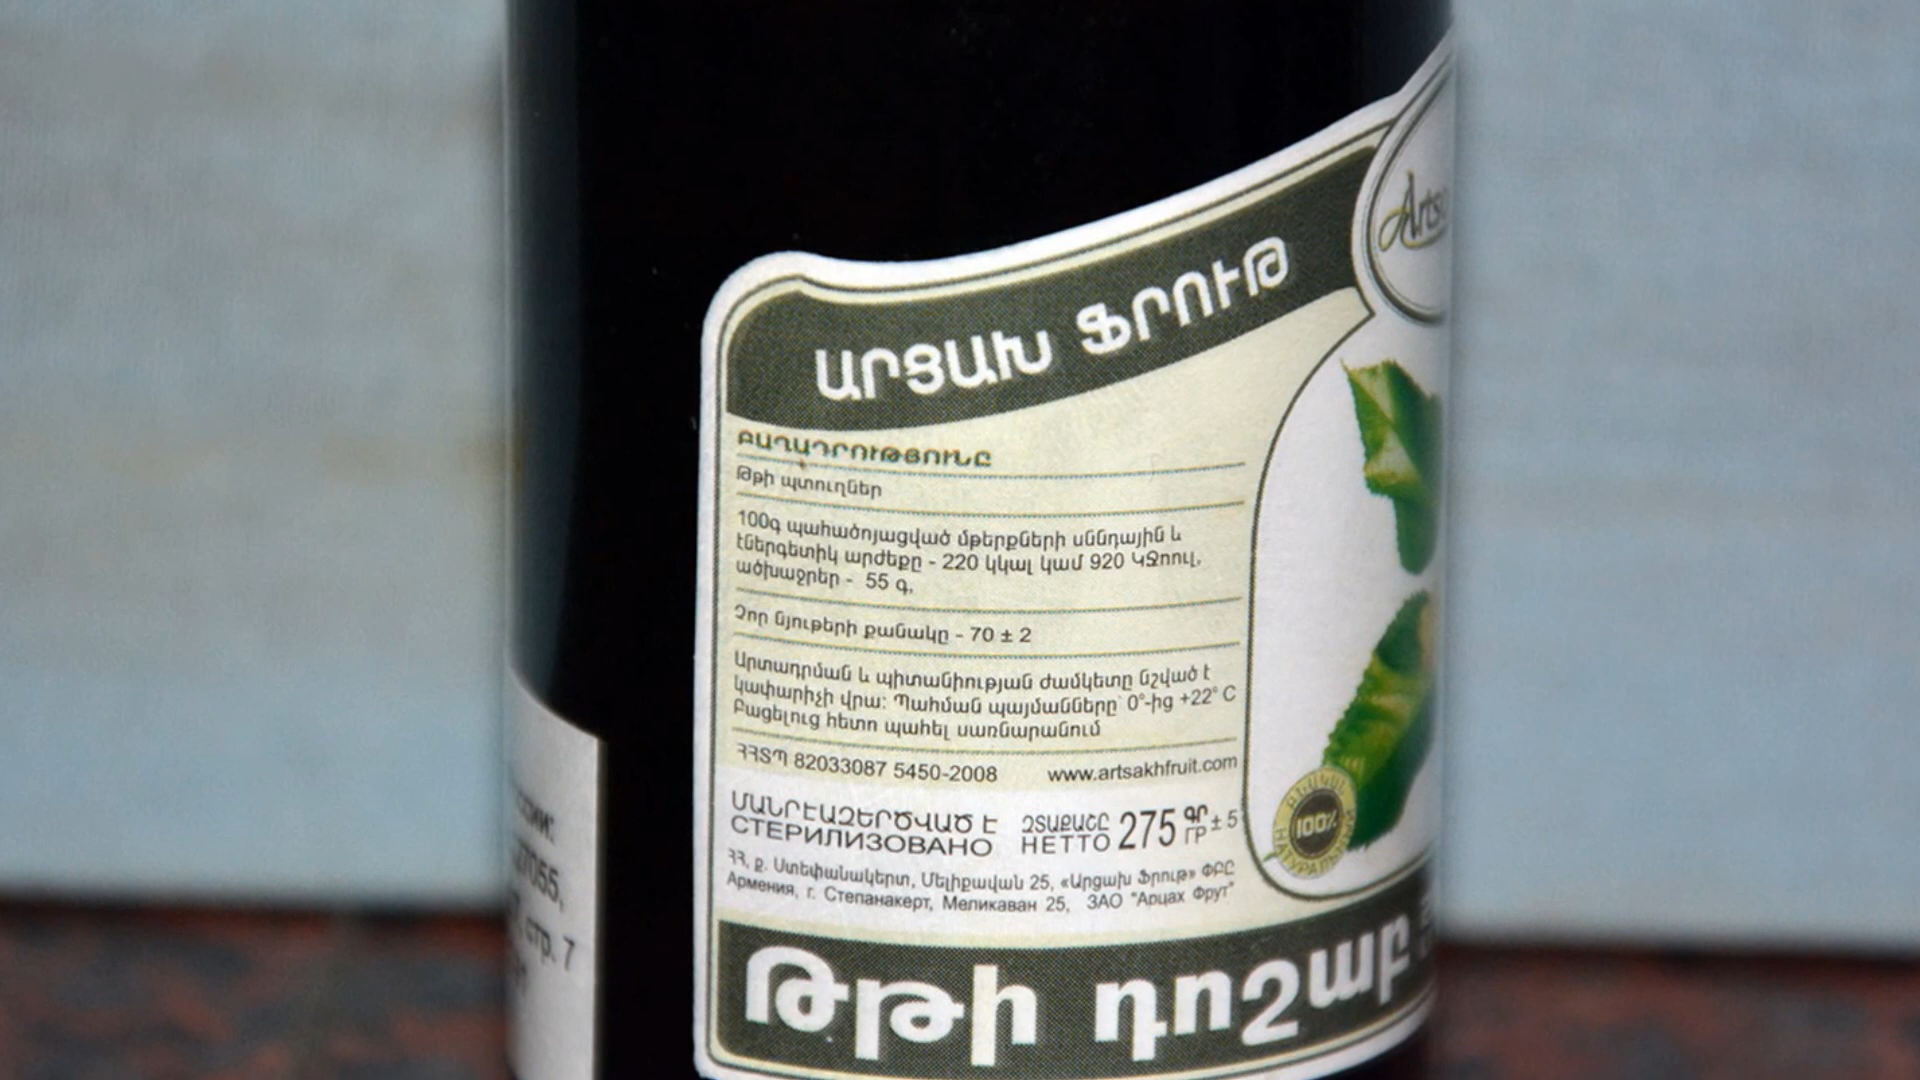 ԱՐՑԱԽ ՖՐՈՒԹ
ԲԱՂԱԴՐՈՒԹՅՈՒՆԸ
Թթի պտուղներ
100գ պահածոյացված մթերքների սննդային և
էներգետիկ արժեքը - 220 կկալ կամ 920 ԿՋոուլ,
ածխաջրեր - 55 գ,
Չոր նյութերի քանակը - 70 ± 2
Արտադրման և պիտանիության ժամկետը նշված է
կափարիչի վրա: Պահման պայմանները՝ 0°-ից +22° C
Բացելուց հետո պահել սառնարանում
ՀՀՏՊ 82033087 5450-2008 www.artsakhfruit.com
ՄԱՆՐԷԱԶԵՐԾՎԱԾ Է
СТЕРИЛИЗОВАНО
ԶՏԱՔԱՇԸ
НЕТТО 275 ԳՐ ГР ± 5
ՀՀ, ք. Ստեփանակերտ, Մելիքավան 25, «Արցախ Ֆրութ» ՓԲԸ
Армения, г. Степанакерт, Меликаван 25, ЗАО "Арцах Фрут"
100%
Թթի դոշաբ
055,
стр. 7